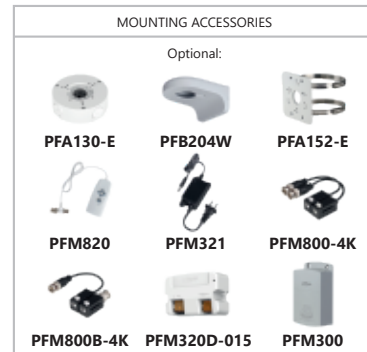 MOUNTING ACCESSORIES
Optional:
PFA130-E PFB204W PFA152-E
PFM820 PFM321 PFM800-4K
PFM800B-4K PFM320D-015 PFM300